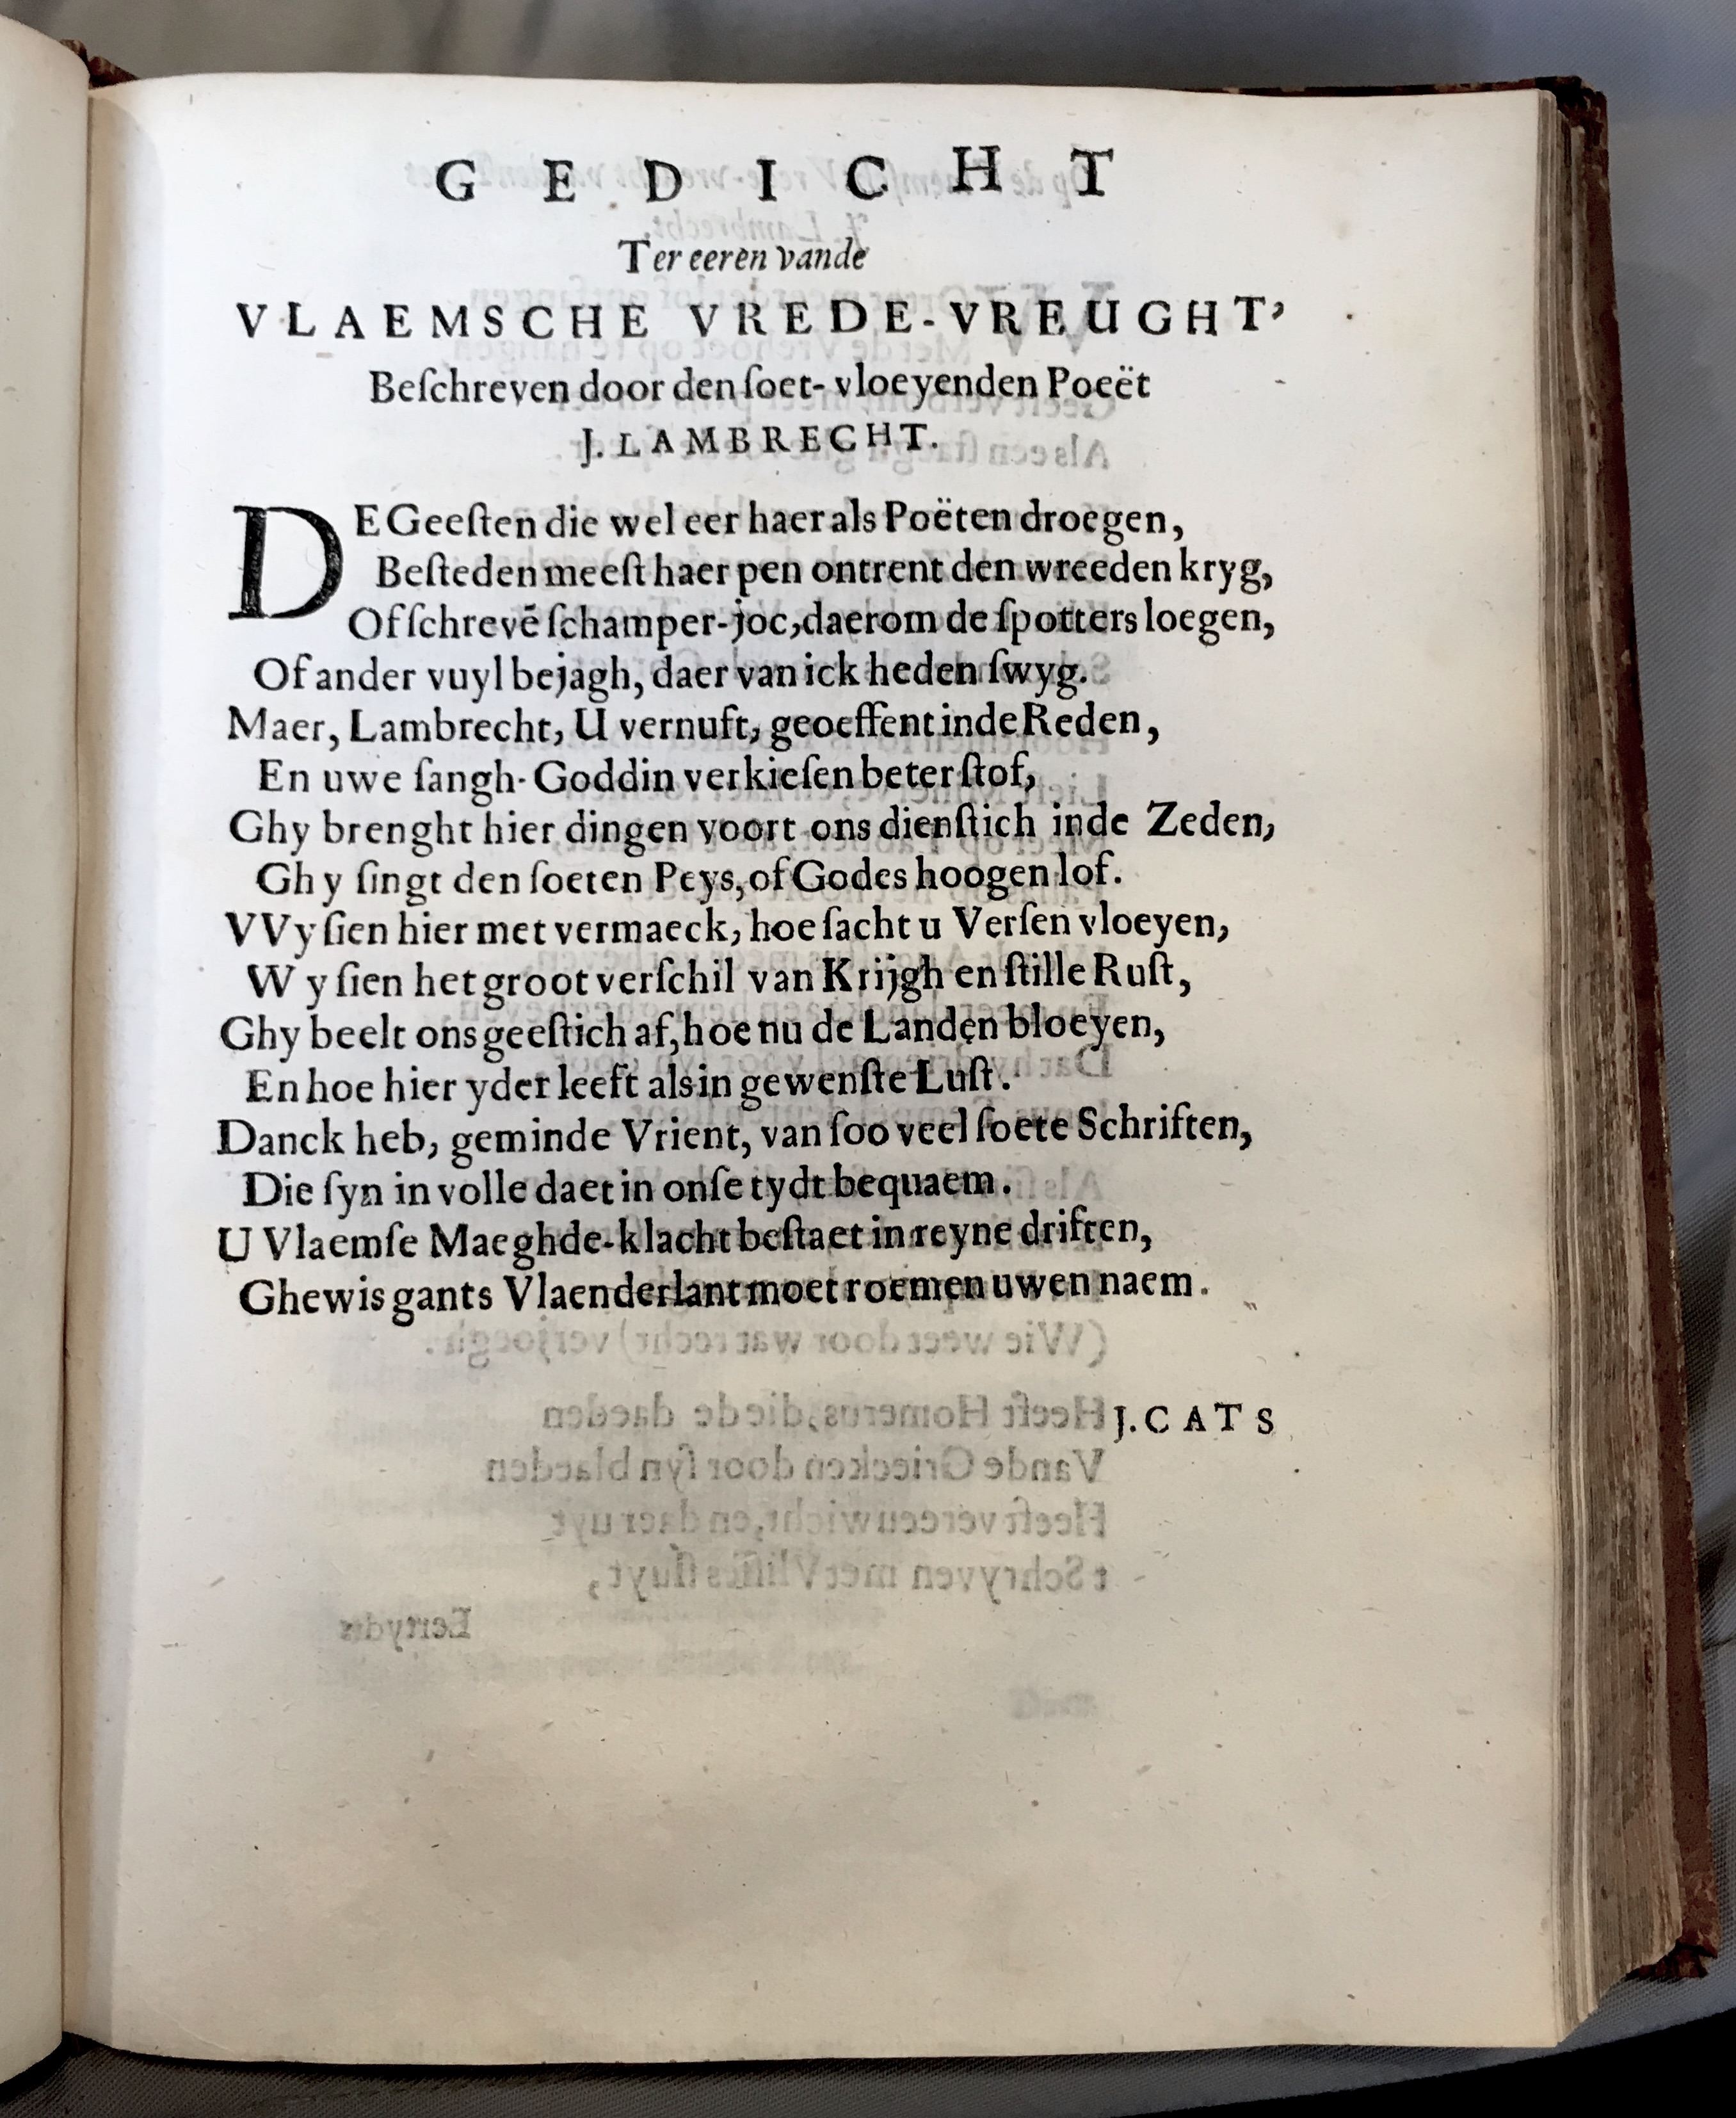 GEDICHT
Ter eeren vande
VLAEMSCHE VREDE-VREUGHT,
Beſchreven door den ſoet-vloeyenden Poeët
J. LAMBRECHT.
DE Geeſten die wel eer haer als Poëten droegen,
Beſteden meeſt haer pen ontrent den wreeden kryg,
Of ſchrevē ſchamper-joc, daerom de ſpotters loegen,
Of ander vuyl bejagh, daer van ick heden ſwyg.
Maer, Lambrecht, U vernuft, geoeffent inde Reden,
En uwe ſangh-Goddin verkieſen beter ſtof,
Ghy brenght hier dingen voort ons dienſtich inde Zeden,
Ghy ſingt den ſoeten Peys, of Godes hoogen lof.
VVy ſien hier met vermaeck, hoe ſacht u Verſen vloeyen,
Wy ſien het groot verſchil van Krijgh en ſtille Ruſt,
Ghy beelt ons geeſtich af, hoe nu de Landen bloeyen,
En hoe hier yder leeft als in gewenſte Luſt.
Danck heb, geminde Vrient, van ſoo veel ſoete Schriften,
Die ſyn in volle daet in onſe tydt bequaem.
U Vlaemſe Maeghde-klacht beſtaet in reyne driften,
Ghewis gants Vlaenderlant moet roemen uwen naem.
J. CATS